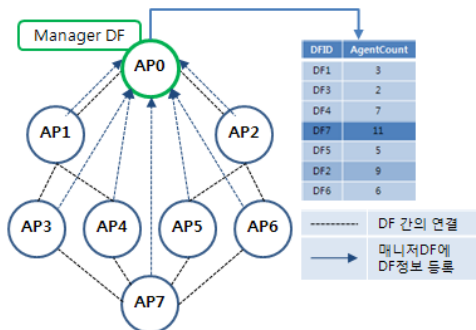 Manager DF
AP0
AP1
AP2
AP3
AP4
AP5
AP6
AP7
DFID AgentCount
DF1 3
DF3 2
DF4 7
DF7 11
DF5 5
DF2 9
DF6 6
DF 간의 연결
매니저DF에
DF정보 등록